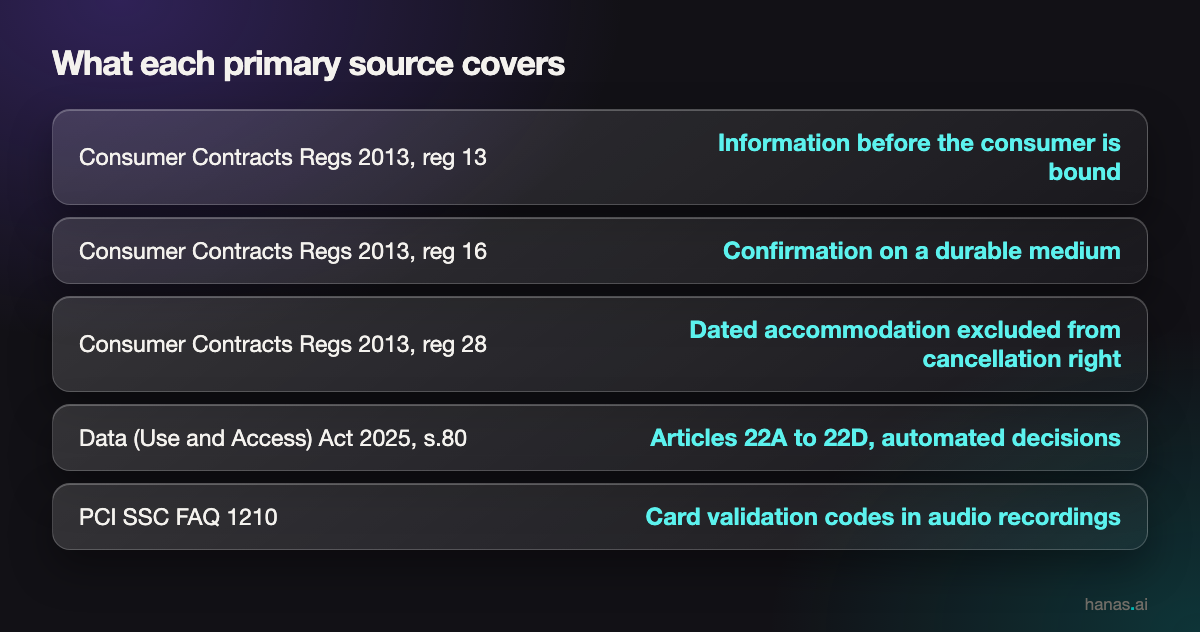 What each primary source covers
Consumer Contracts Regs 2013, reg 13
Information before the consumer is
bound
Consumer Contracts Regs 2013, reg 16
Confirmation on a durable medium
Consumer Contracts Regs 2013, reg 28
Dated accommodation excluded from
cancellation right
Data (Use and Access) Act 2025, s.80
Articles 22A to 22D, automated decisions
PCI SSC FAQ 1210
Card validation codes in audio recordings
hanas.ai